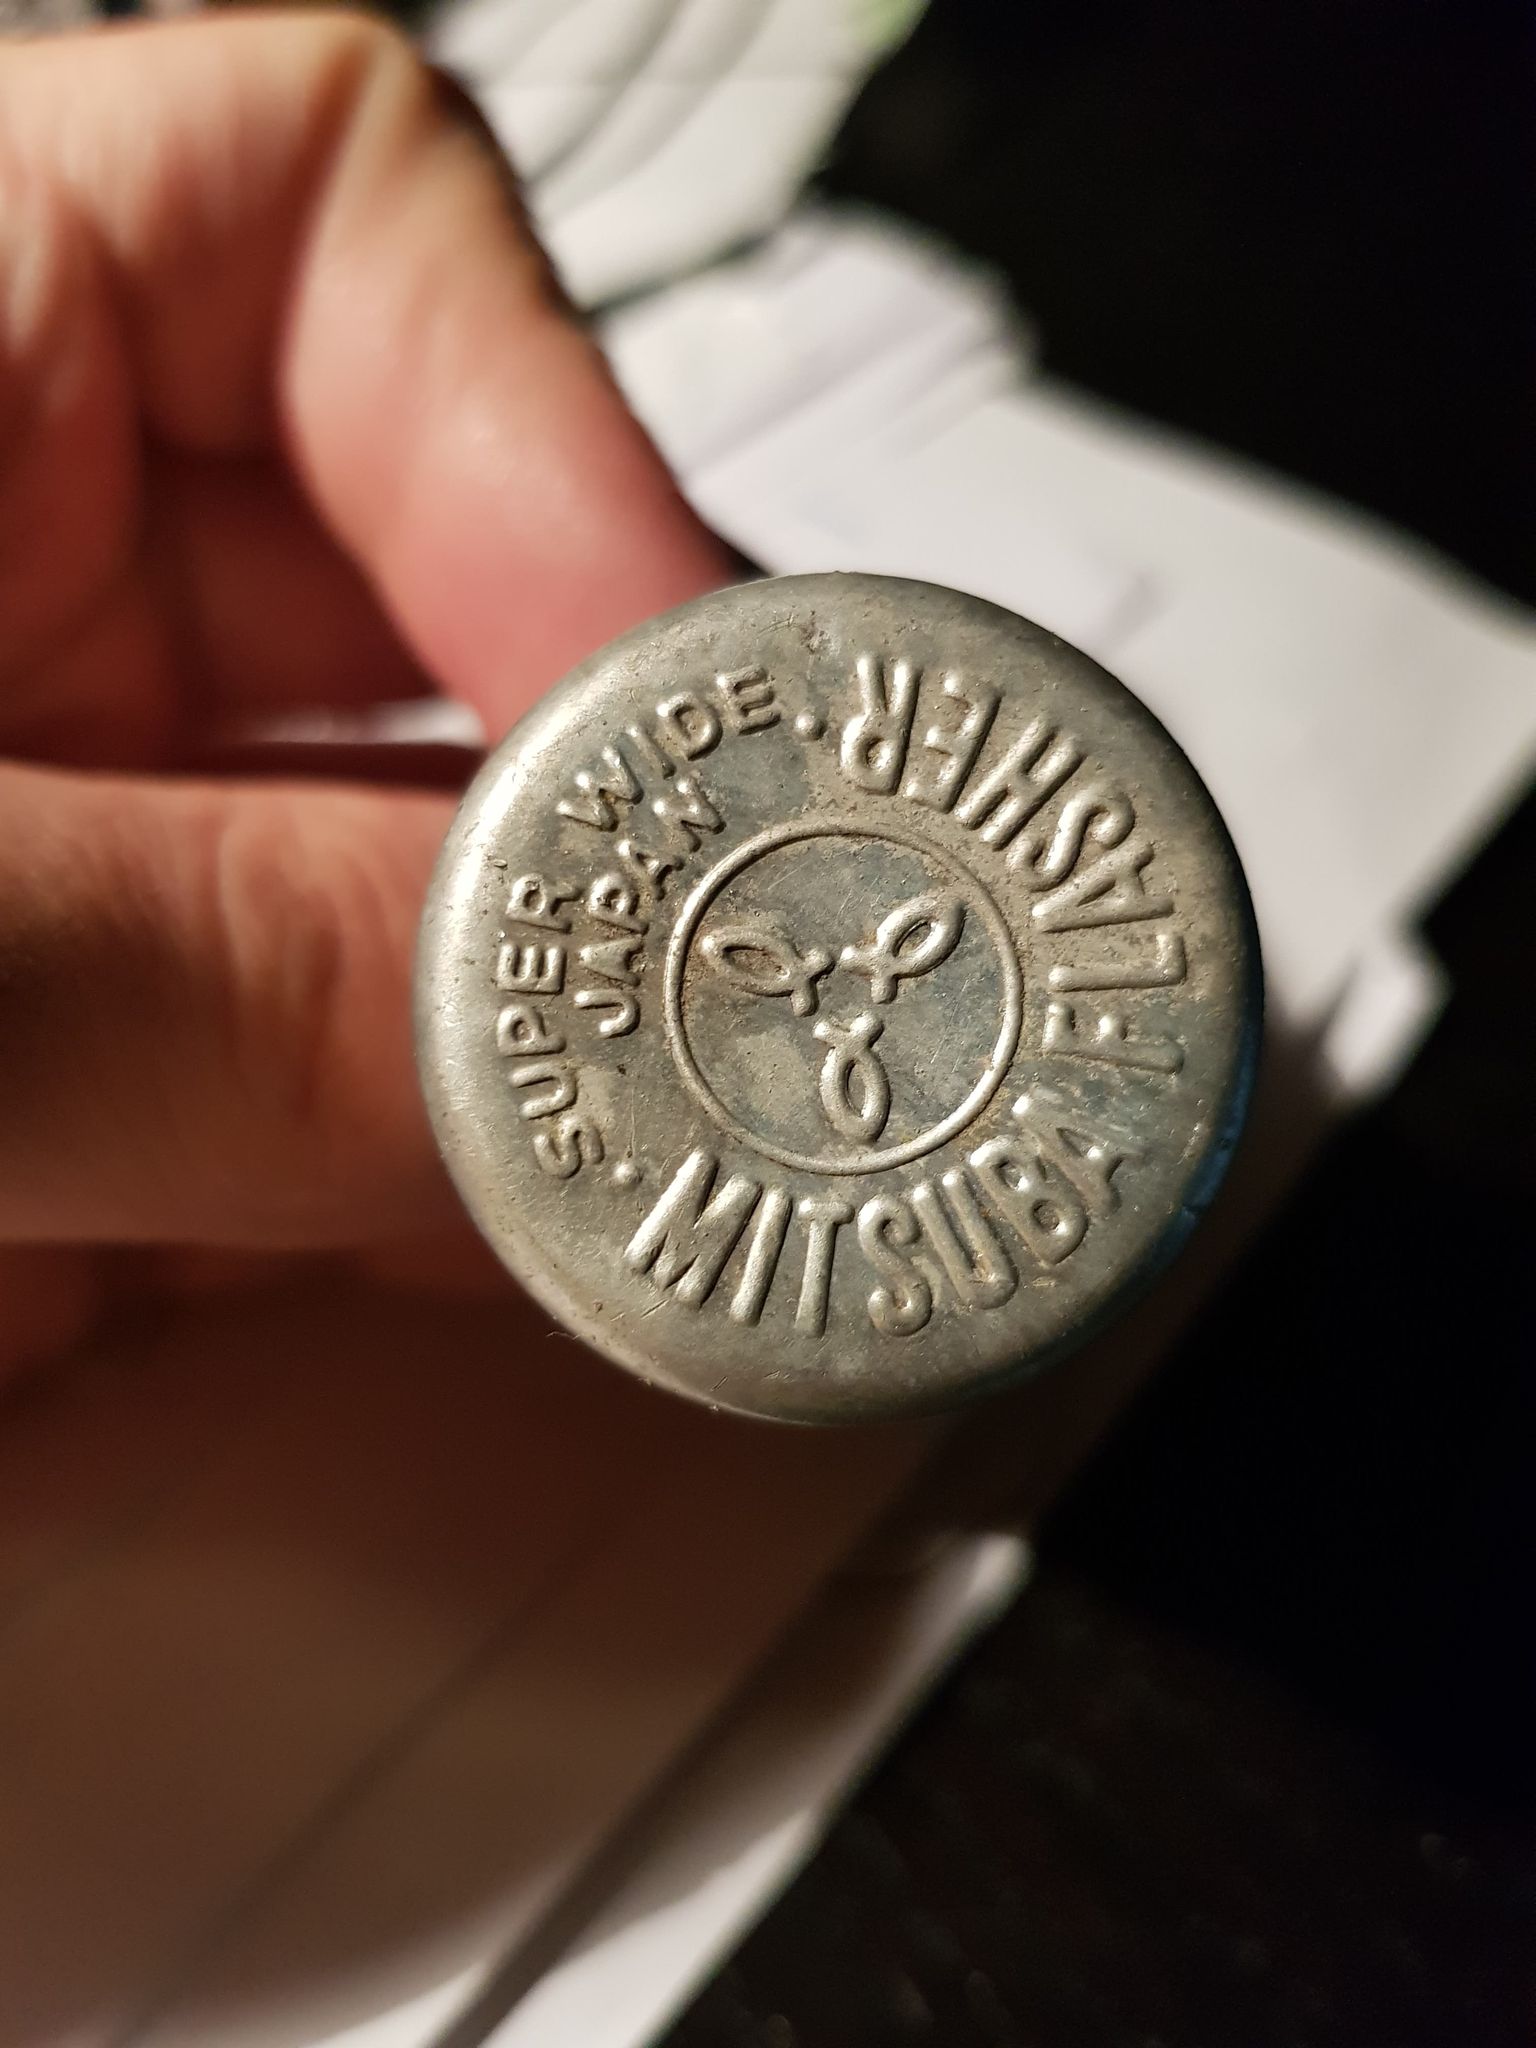 MITSUBA FLASHER
. SUPER WIDE .
JAPAN